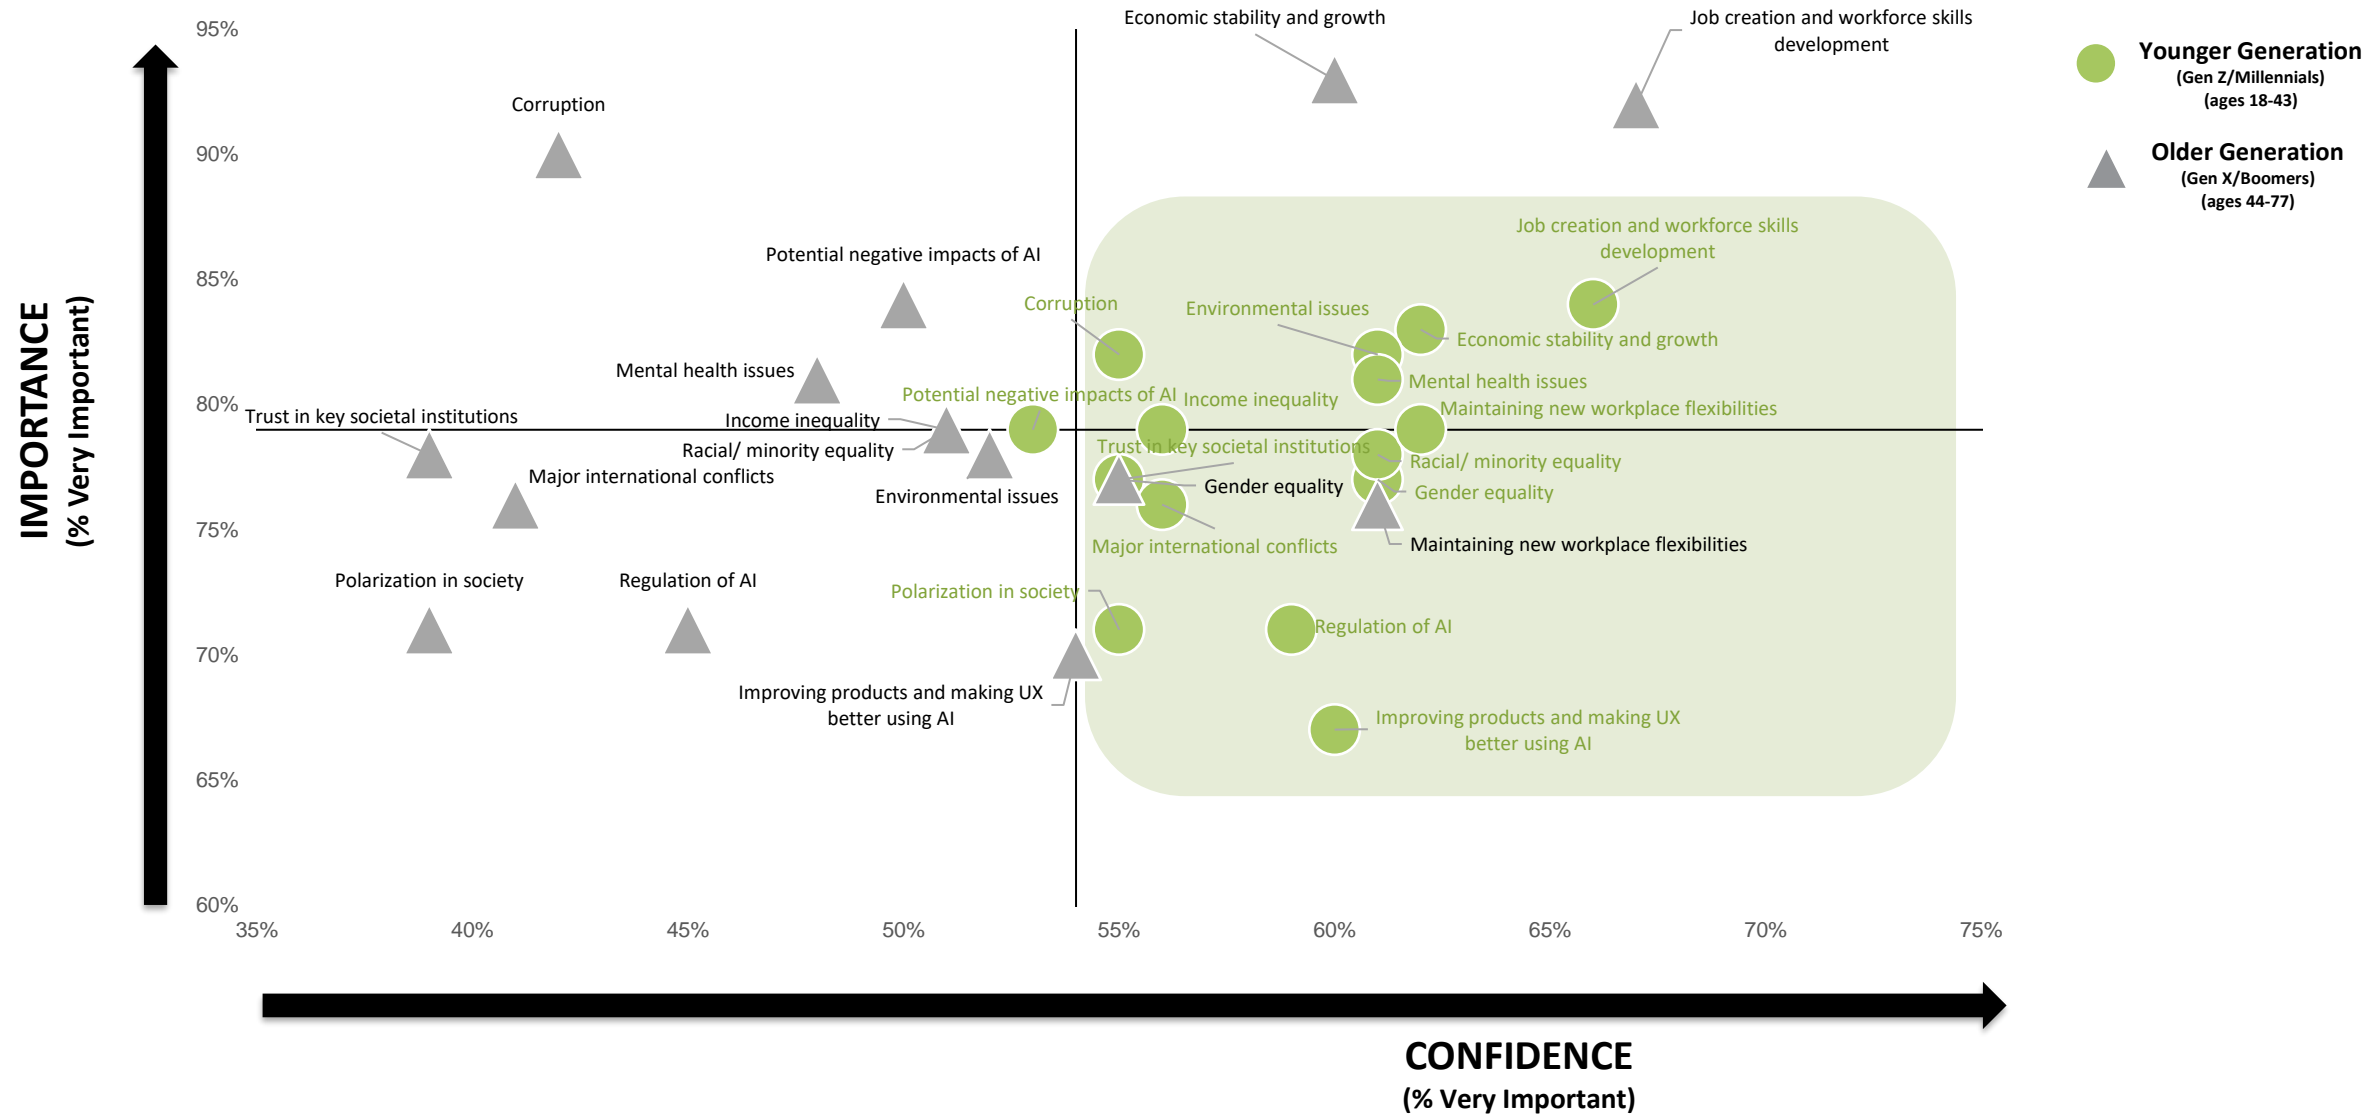 Economic stability and growth
Job creation and workforce skills
development
95%
Younger Generation
(Gen Z/Millennials)
(ages 18-43)
Corruption
90%
Older Generation
(Gen X/Boomers)
(ages 44-77)
Job creation and workforce skills
development
Potential negative impacts of AI
85%
Corruption
Environmental issues
Economic stability and growth
Mental health issues
Mental health issues
Potential negative impacts of AI
Income inequality
80%
Maintaining new workplace flexibilities
Trust in key societal institutions
Income inequality
Racial/ minority equality
Trust in key societal institutions
Racial/ minority equality
Major international conflicts
Gender equality
Gender equality
Environmental issues
75%
Major international conflicts
Maintaining new workplace flexibilities
Polarization in society
Regulation of AI
Polarization in society
Regulation of AI
70%
Improving products and making UX
better using AI
Improving products and making UX
better using AI
65%
60%
IMPORTANCE
(% Very Important)
35%
40%
45%
50%
55%
60%
65%
70%
75%
CONFIDENCE
(% Very Important)